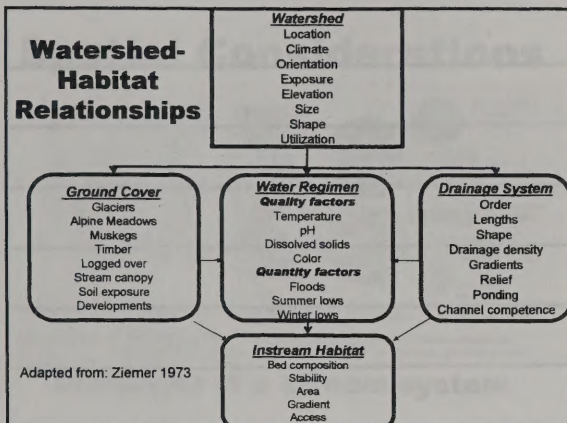 Watershed-
Habitat
Relationships
Watershed
Location
Climate
Orientation
Exposure
Elevation
Size
Shape
Utilization
Ground Cover
Glaciers
Alpine Meadows
Muskegs
Timber
Logged over
Stream canopy
Soil exposure
Developments
Water Regimen
Quality factors
Temperature
pH
Dissolved solids
Color
Quantity factors
Floods
Summer lows
Winter lows
Drainage System
Order
Lengths
Shape
Drainage density
Gradients
Relief
Ponding
Channel competence
Instream Habitat
Bed composition
Stability
Area
Gradient
Access
Adapted from: Ziemer 1973